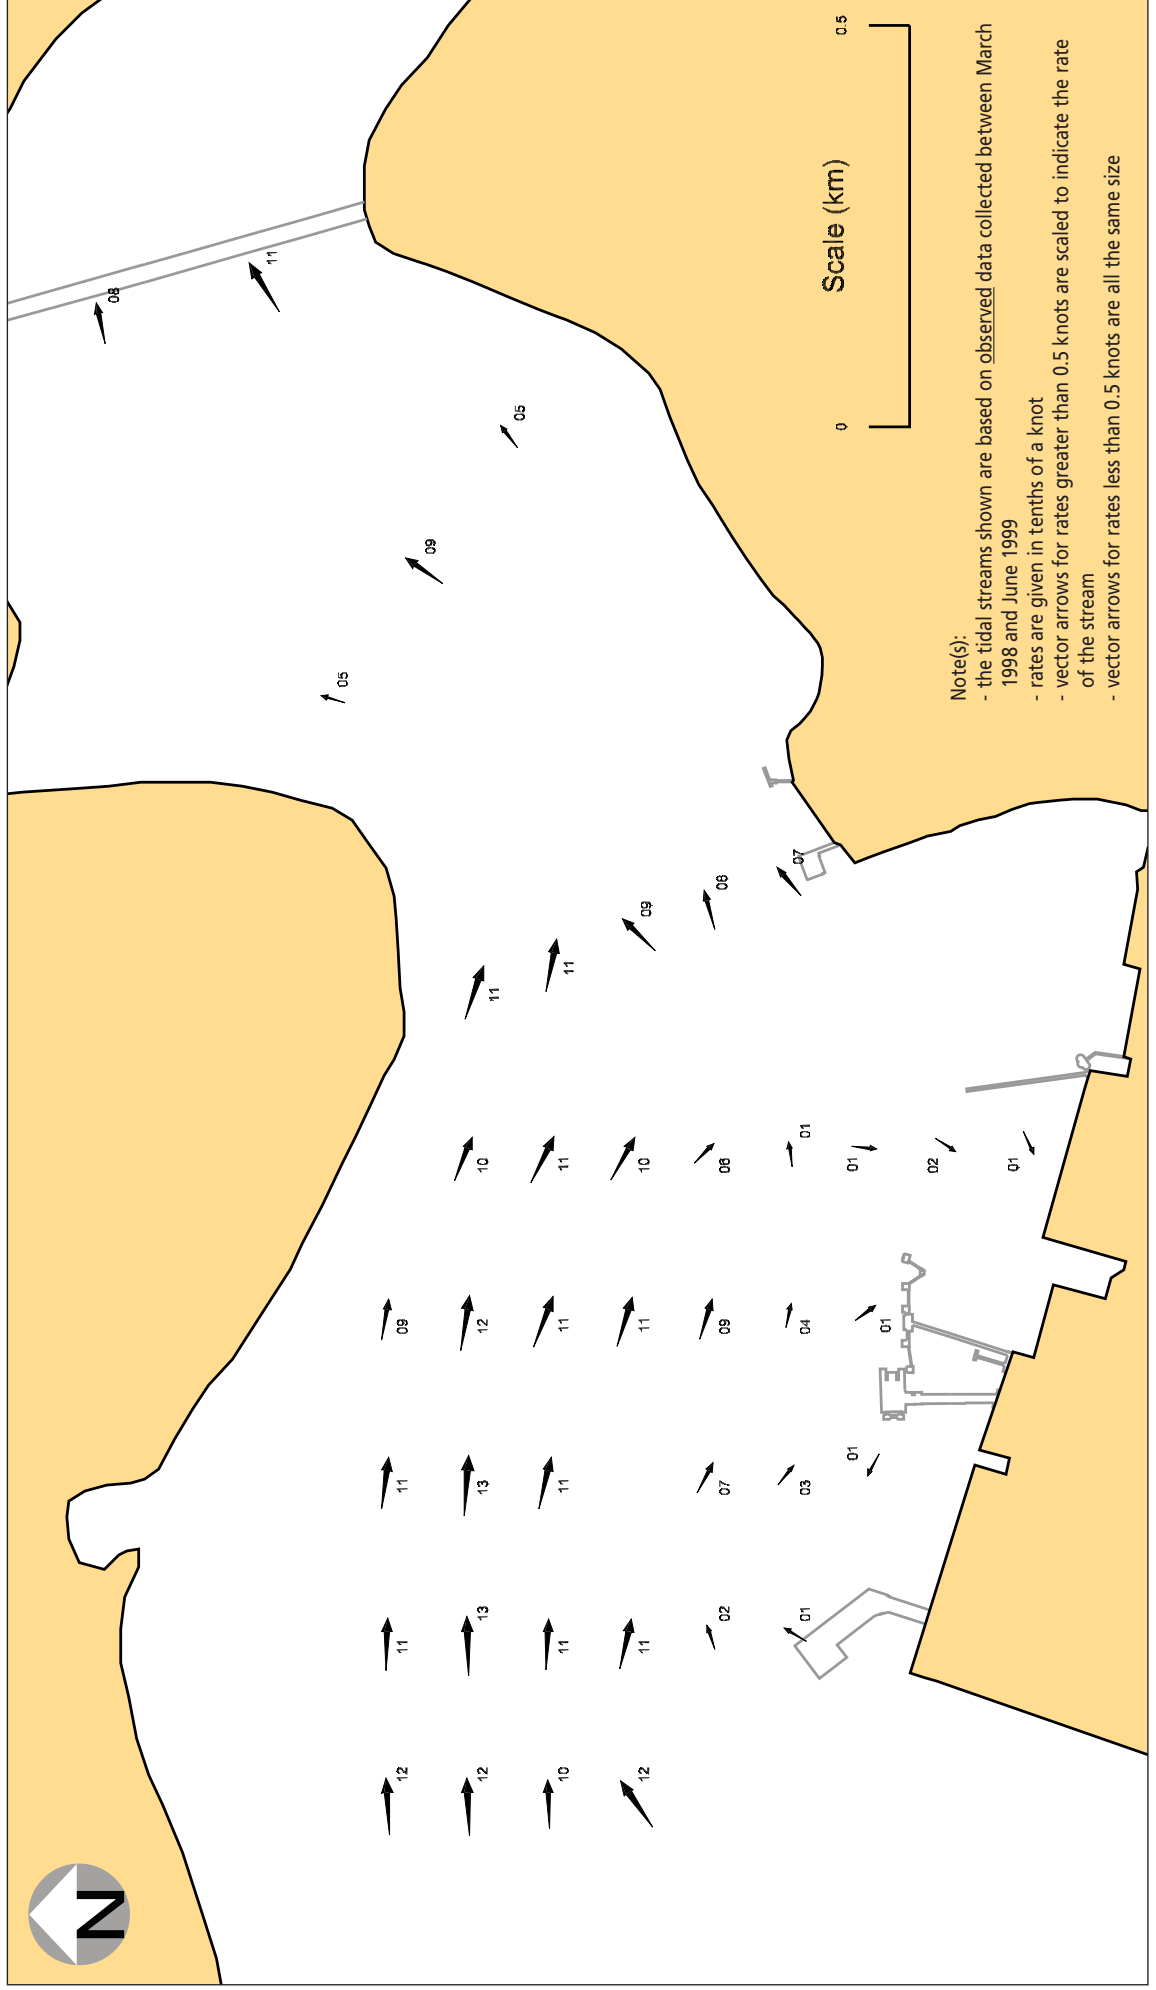 N
08
11
05
12 11 11 09
09
12 13 13 12 10 11
05
10 11 11 11 11 11
12 11 11 10 09
02 07 09 06 08
01 03 04 01 07
Scale (km)
0 0.5
01 01
01
02
01
Note(s):
- the tidal streams shown are based on observed data collected between March
1998 and June 1999
- rates are given in tenths of a knot
- vector arrows for rates greater than 0.5 knots are scaled to indicate the rate
of the stream
- vector arrows for rates less than 0.5 knots are all the same size